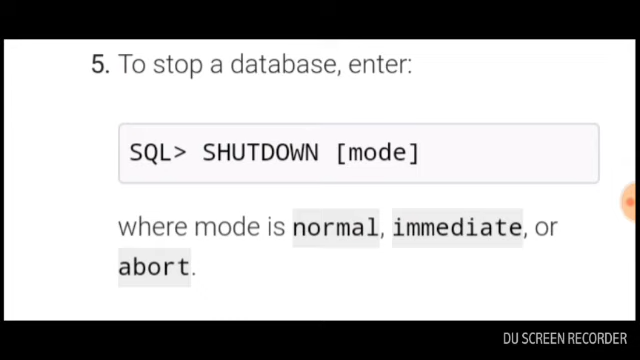 5. To stop a database, enter:
SQL> SHUTDOWN [mode]
where mode is normal, immediate, or
abort.
DU SCREEN RECORDER